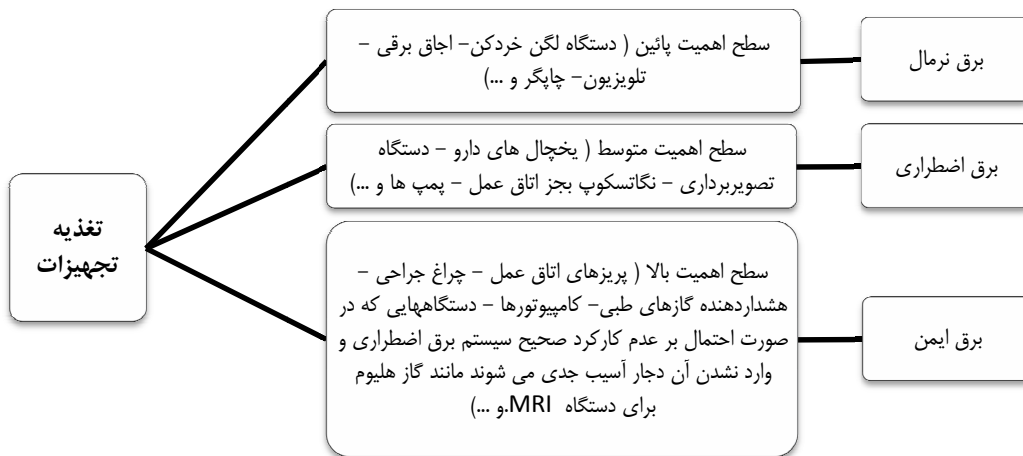 تغذیه
تجهیزات
سطح اهمیت پائین ( دستگاه لگن خردکن- اجاق برقی –
تلویزیون- چاپگر و ...)
برق نرمال
سطح اهمیت متوسط ( یخچال های دارو – دستگاه
تصویربرداری – نگاتسکوپ بجز اتاق عمل – پمپ ها و ...)
برق اضطراری
سطح اهمیت بالا ( پریزهای اتاق عمل – چراغ جراحی –
هشداردهنده گازهای طبی- کامپیوتورها – دستگاههایی که در
صورت احتمال بر عدم کارکرد صحیح سیستم برق اضطراری و
وارد نشدن آن دجار آسیب جدی می شوند مانند گاز هلیوم
برای دستگاه MRI.و ...)
برق ایمن